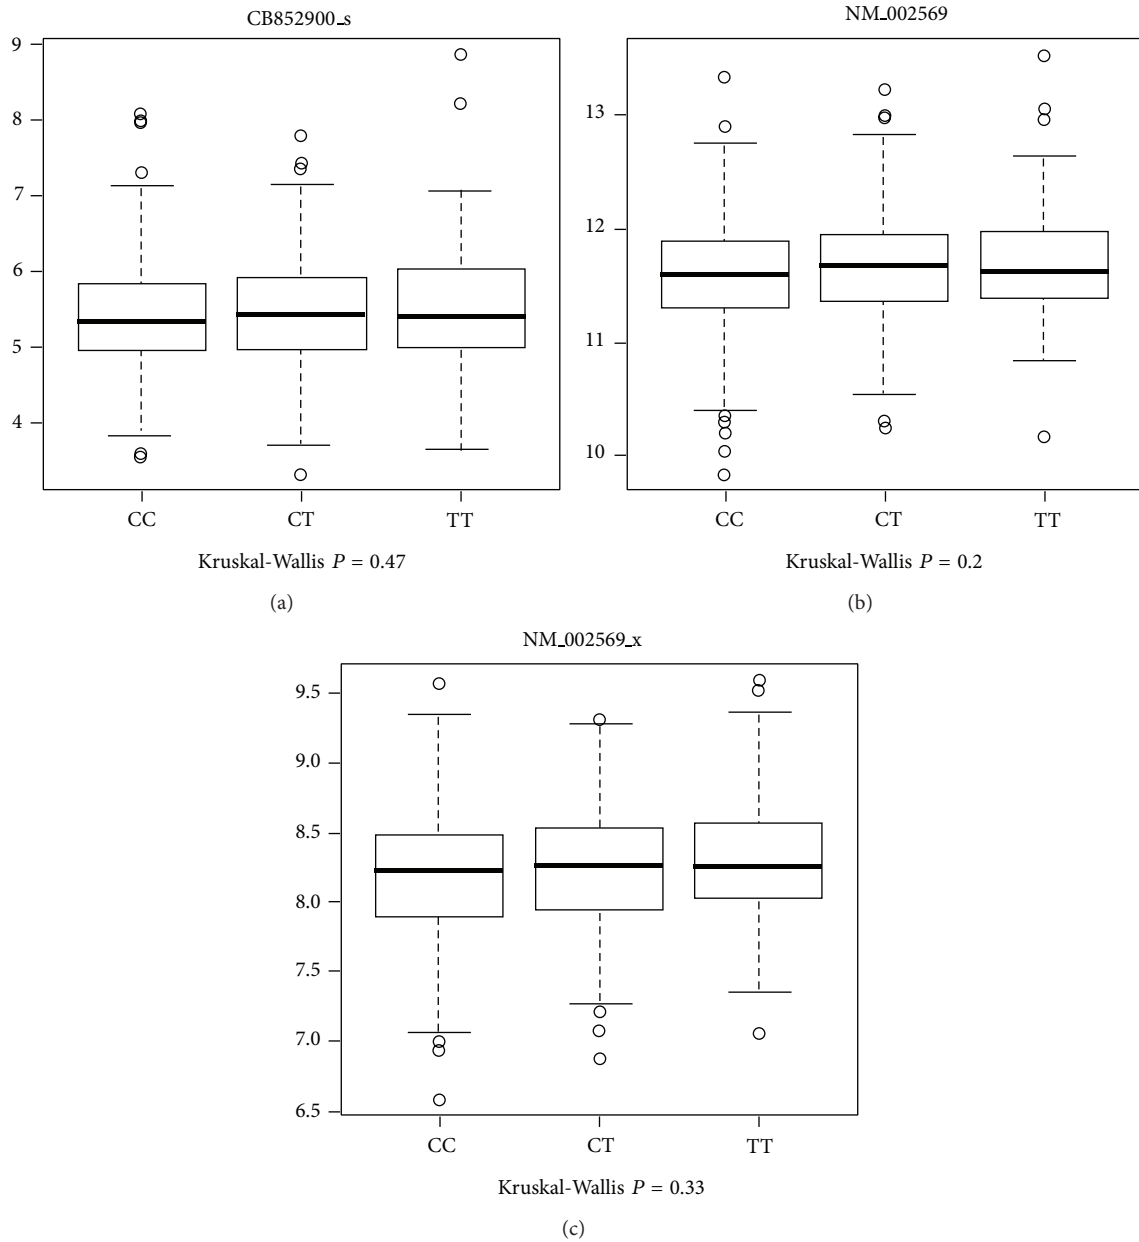 CB852900_s
9
8
7
6
5
4
CC CT TT
Kruskal-Wallis P = 0.47
(a)
NM_002569
13
12
11
10
CC CT TT
Kruskal-Wallis P = 0.2
(b)
NM_002569_x
9.5
9.0
8.5
8.0
7.5
7.0
6.5
CC CT TT
Kruskal-Wallis P = 0.33
(c)